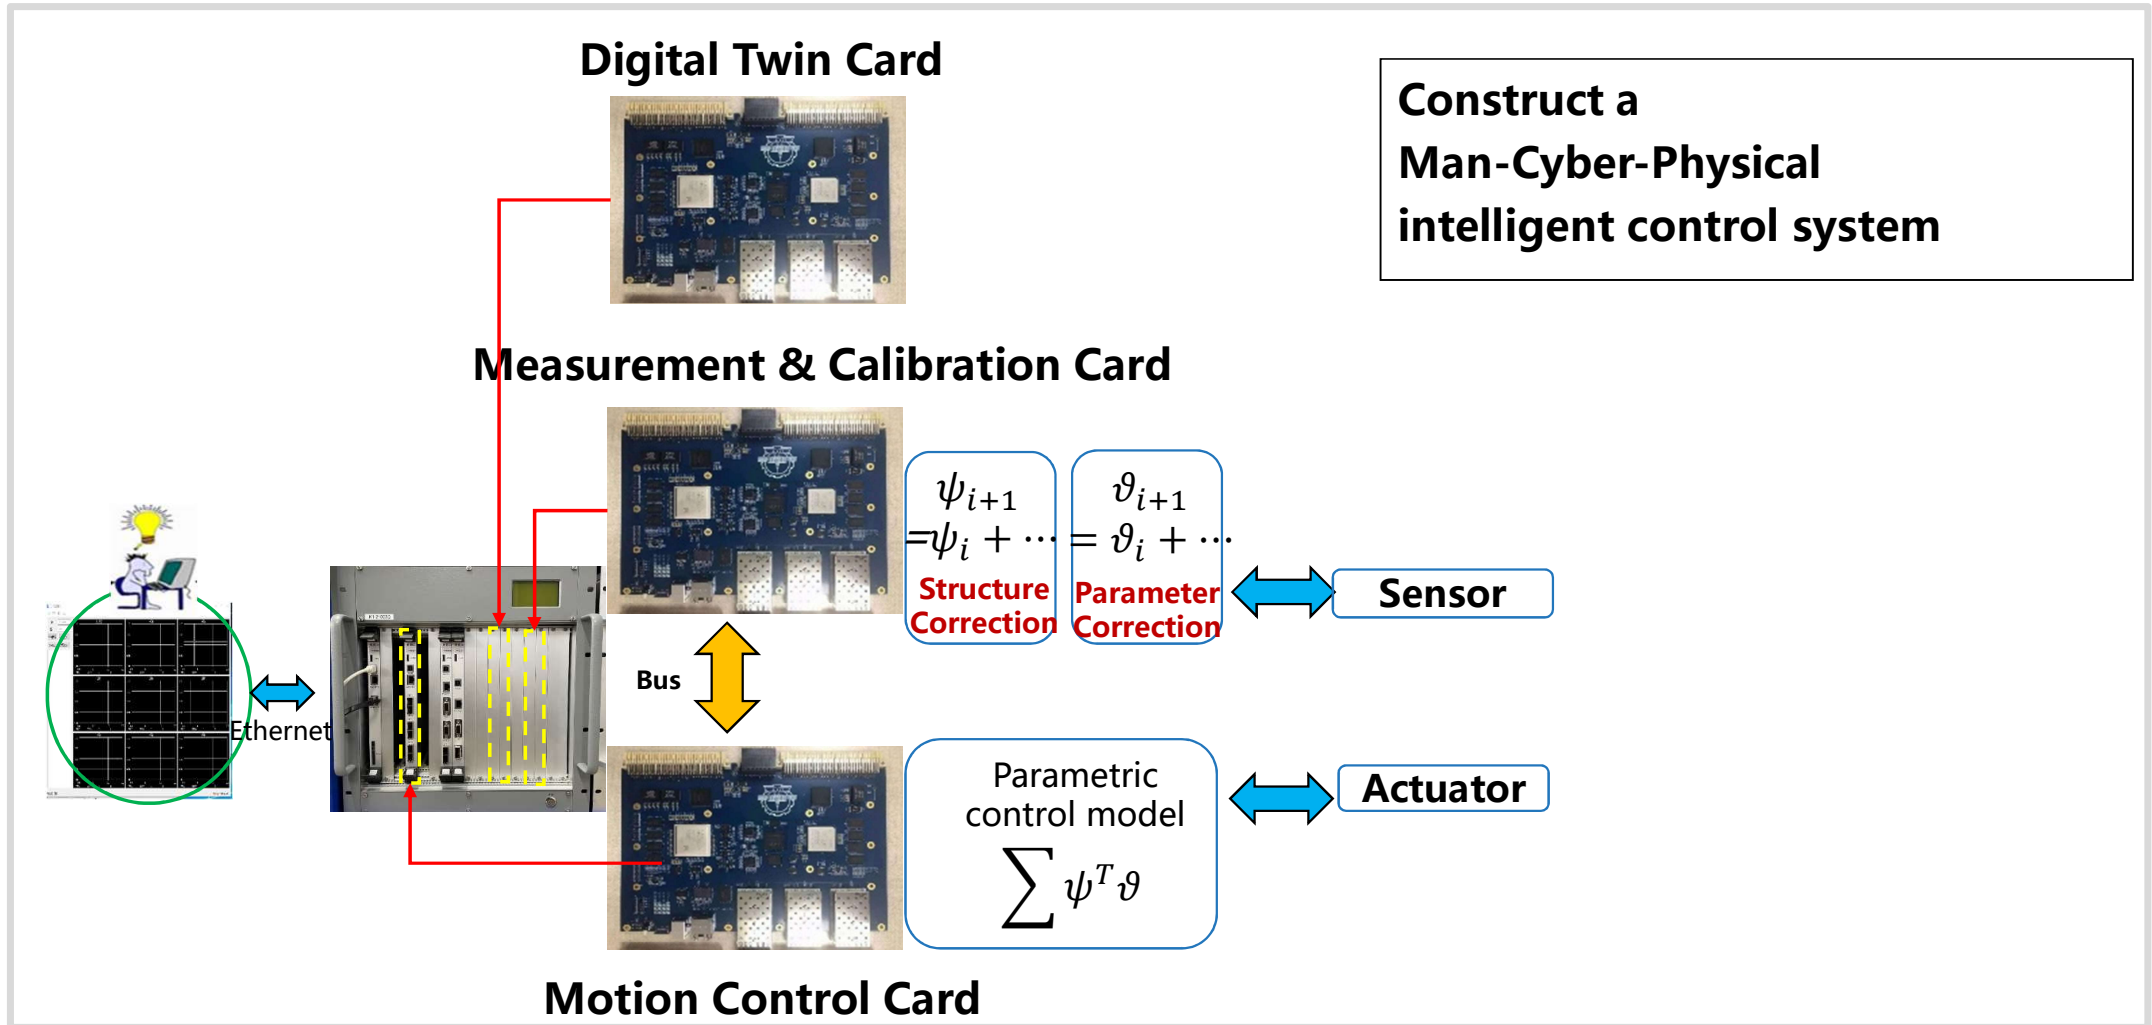 Digital Twin Card
Construct a
Man-Cyber-Physical
intelligent control system
Measurement & Calibration Card
ψ_{i+1}
=ψ_i + ⋯
Structure
Correction
ϑ_{i+1}
= ϑ_i + ⋯
Parameter
Correction
Sensor
Bus
Ethernet
Parametric
control model
∑ ψ^T ϑ
Actuator
Motion Control Card